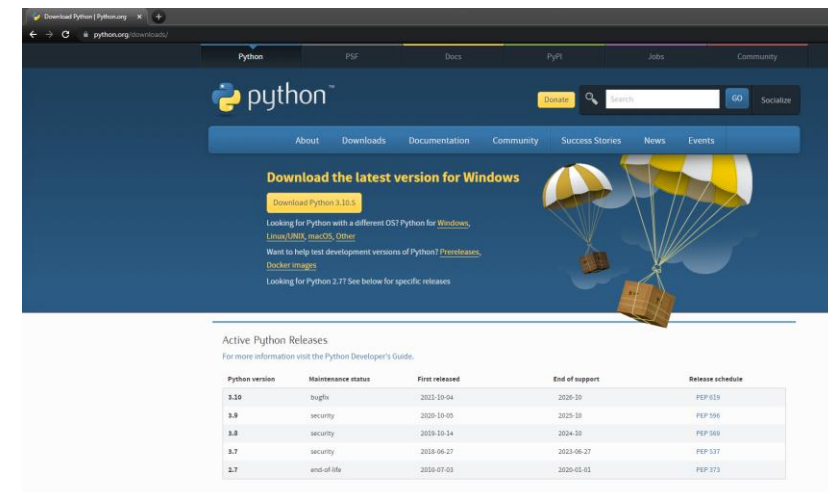 Download Python | Python.org
python.org/downloads/
Python PSF Docs PyPI Jobs Community
python™
Donate Search GO Socialize
About Downloads Documentation Community Success Stories News Events
Download the latest version for Windows
Download Python 3.10.5
Looking for Python with a different OS? Python for Windows,
Linux/UNIX, macOS, Other
Want to help test development versions of Python? Prereleases,
Docker images
Looking for Python 2.7? See below for specific releases
Active Python Releases
For more information visit the Python Developer's Guide.
Python version Maintenance status First released End of support Release schedule
3.10 bugfix 2021-10-04 2026-10 PEP 619
3.9 security 2020-10-05 2025-10 PEP 596
3.8 security 2019-10-14 2024-10 PEP 569
3.7 security 2018-06-27 2023-06-27 PEP 537
2.7 end-of-life 2010-07-03 2020-01-01 PEP 373